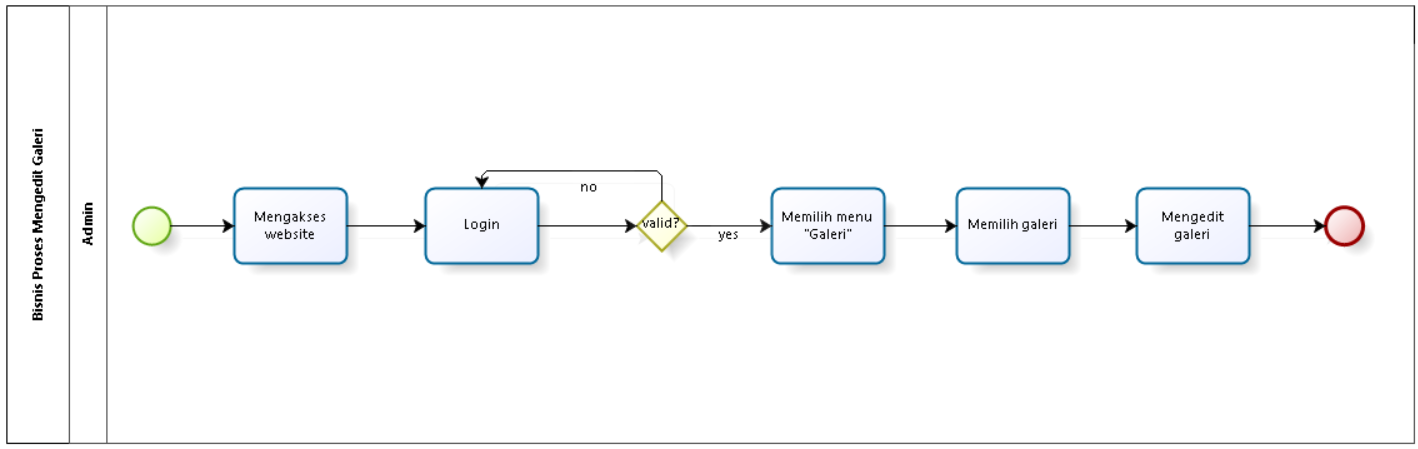 Bisnis Proses Mengedit Galeri
Admin
Mengakses
website
Login
no
valid?
yes
Memilih menu
"Galeri"
Memilih galeri
Mengedit
galeri